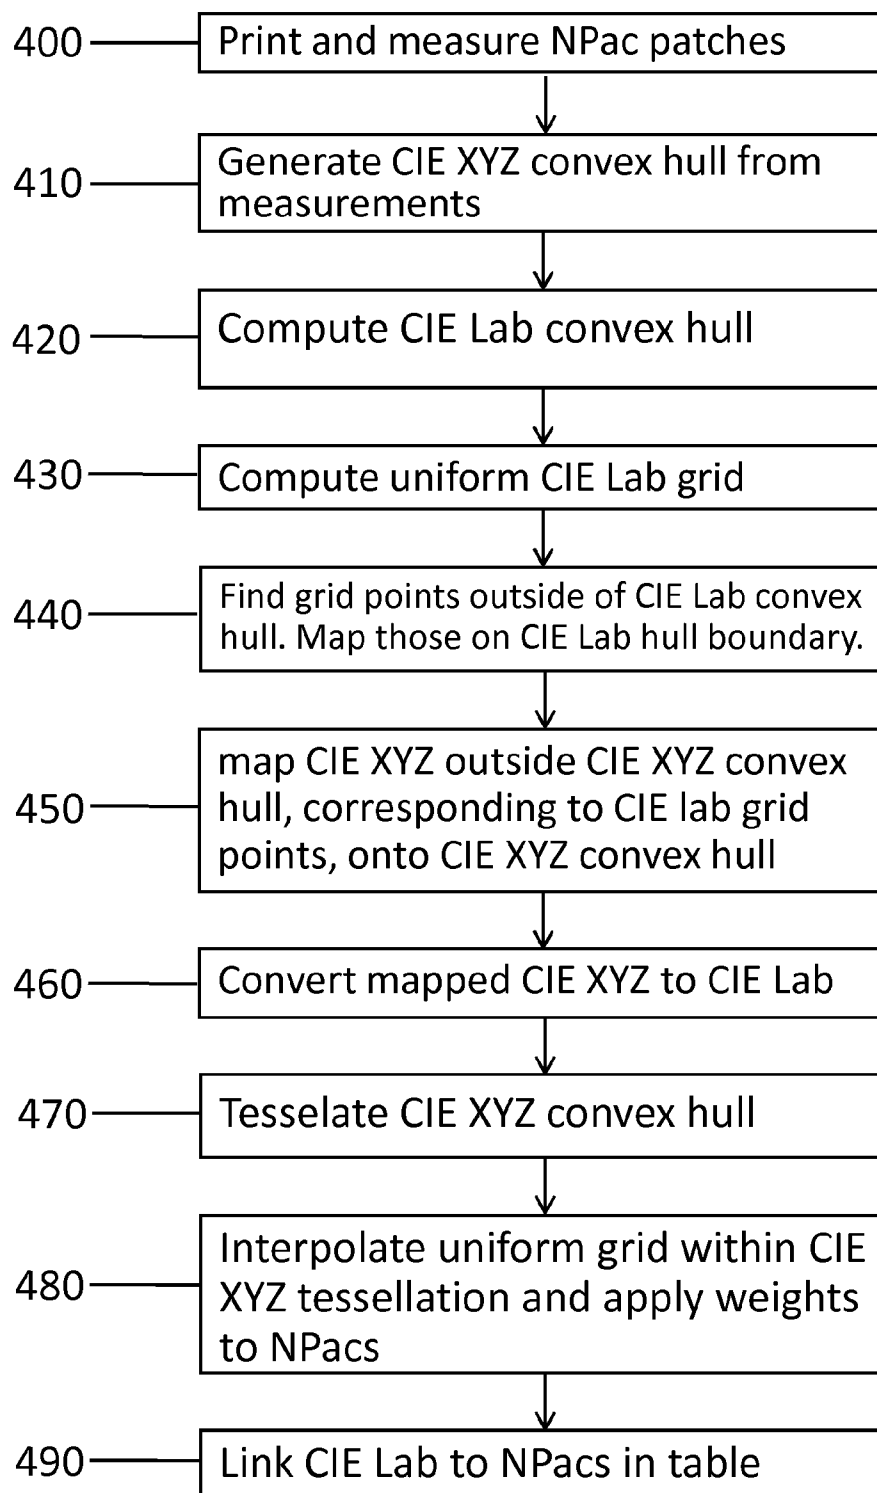 400 Print and measure NPac patches
410 Generate CIE XYZ convex hull from
measurements
420 Compute CIE Lab convex hull
430 Compute uniform CIE Lab grid
440 Find grid points outside of CIE Lab convex
hull. Map those on CIE Lab hull boundary.
450 map CIE XYZ outside CIE XYZ convex
hull, corresponding to CIE lab grid
points, onto CIE XYZ convex hull
460 Convert mapped CIE XYZ to CIE Lab
470 Tesselate CIE XYZ convex hull
480 Interpolate uniform grid within CIE
XYZ tessellation and apply weights
to NPacs
490 Link CIE Lab to NPacs in table